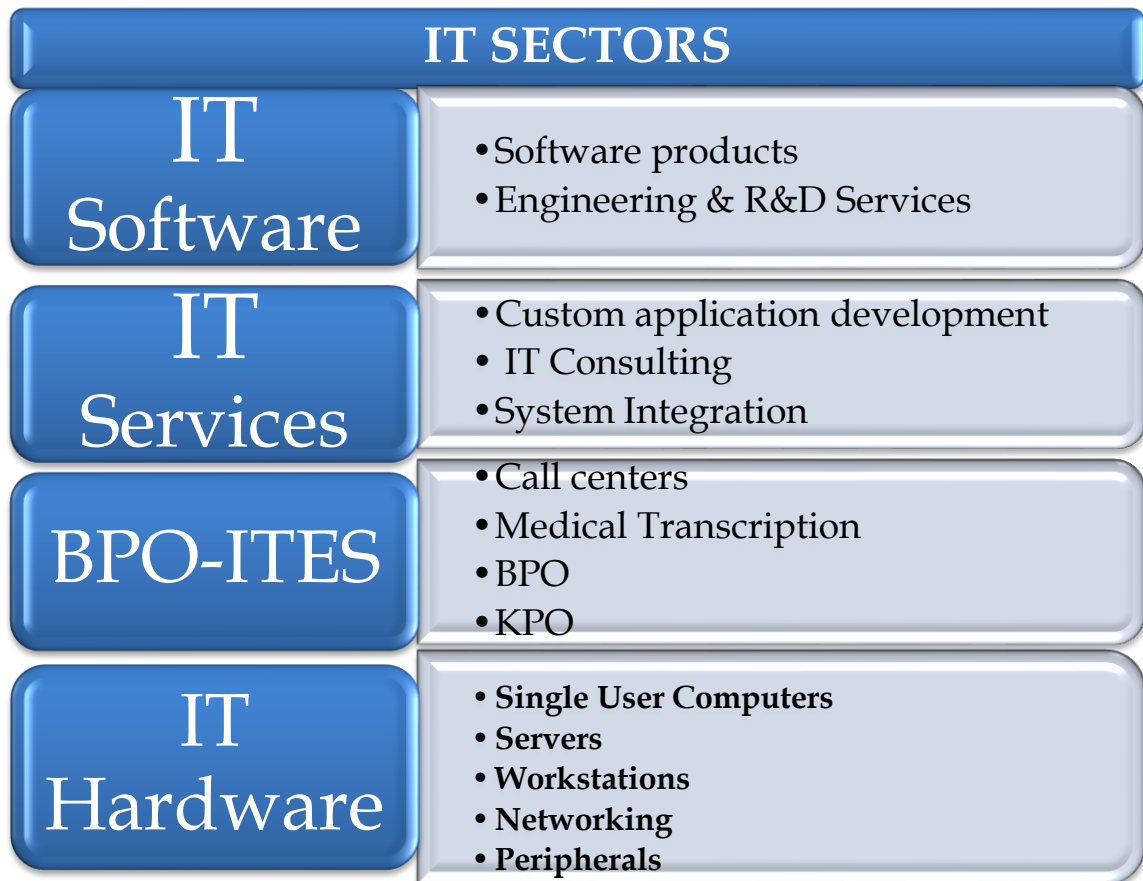 IT SECTORS
IT
Software
•Software products
•Engineering & R&D Services
IT
Services
•Custom application development
• IT Consulting
•System Integration
BPO-ITES
•Call centers
•Medical Transcription
•BPO
•KPO
IT
Hardware
• Single User Computers
• Servers
• Workstations
• Networking
• Peripherals